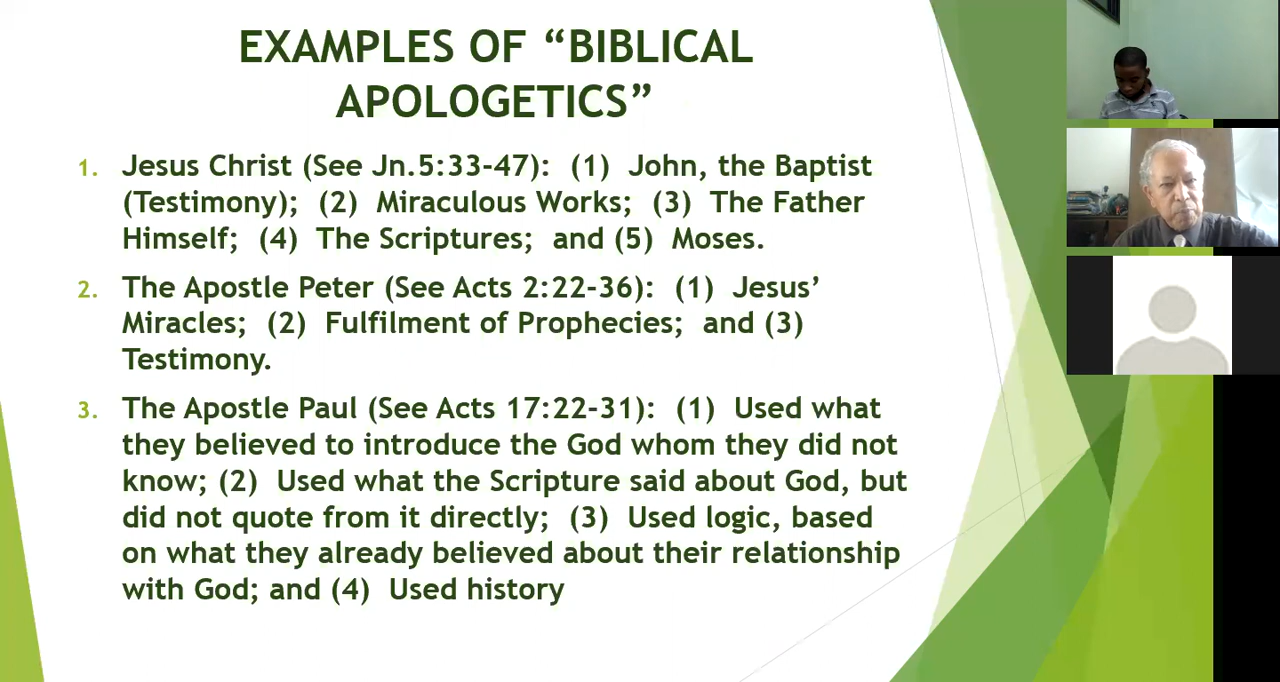 EXAMPLES OF “BIBLICAL
APOLOGETICS”
1. Jesus Christ (See Jn.5:33-47): (1) John, the Baptist
(Testimony); (2) Miraculous Works; (3) The Father
Himself; (4) The Scriptures; and (5) Moses.
2. The Apostle Peter (See Acts 2:22-36): (1) Jesus’
Miracles; (2) Fulfilment of Prophecies; and (3)
Testimony.
3. The Apostle Paul (See Acts 17:22-31): (1) Used what
they believed to introduce the God whom they did not
know; (2) Used what the Scripture said about God, but
did not quote from it directly; (3) Used logic, based
on what they already believed about their relationship
with God; and (4) Used history